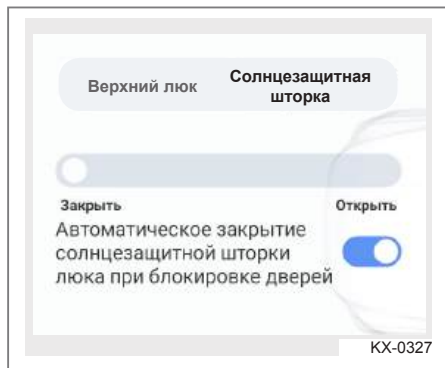 Верхний люк
Солнцезащитная
шторка
Закрыть
Открыть
Автоматическое закрытие
солнцезащитной шторки
люка при блокировке дверей
KX-0327